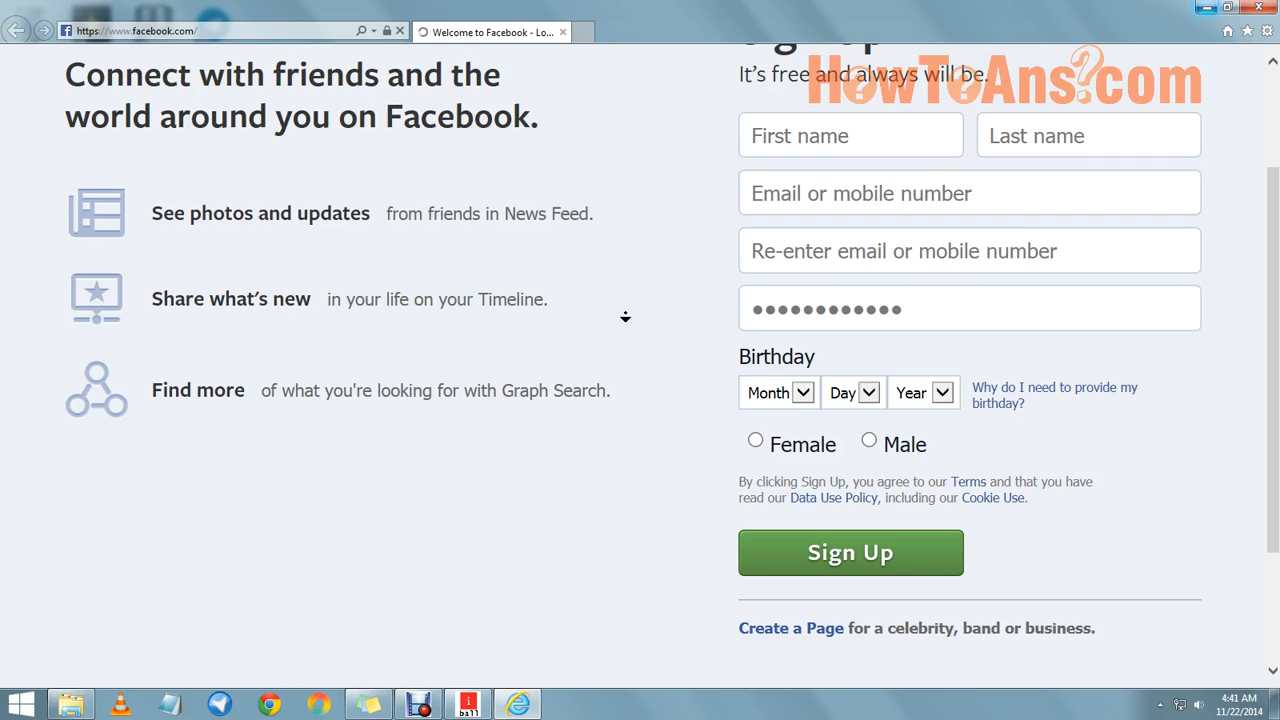 https://www.facebook.com/
Welcome to Facebook - Lo...
Connect with friends and the
world around you on Facebook.
See photos and updates from friends in News Feed.
Share what's new in your life on your Timeline.
Find more of what you're looking for with Graph Search.
Sign Up
It's free and always will be.
HowToAns?.com
First name
Last name
Email or mobile number
Re-enter email or mobile number
Birthday
Month Day Year
Why do I need to provide my
birthday?
Female Male
By clicking Sign Up, you agree to our Terms and that you have
read our Data Use Policy, including our Cookie Use.
Sign Up
Create a Page for a celebrity, band or business.
i
ball
4:41 AM
11/22/2014